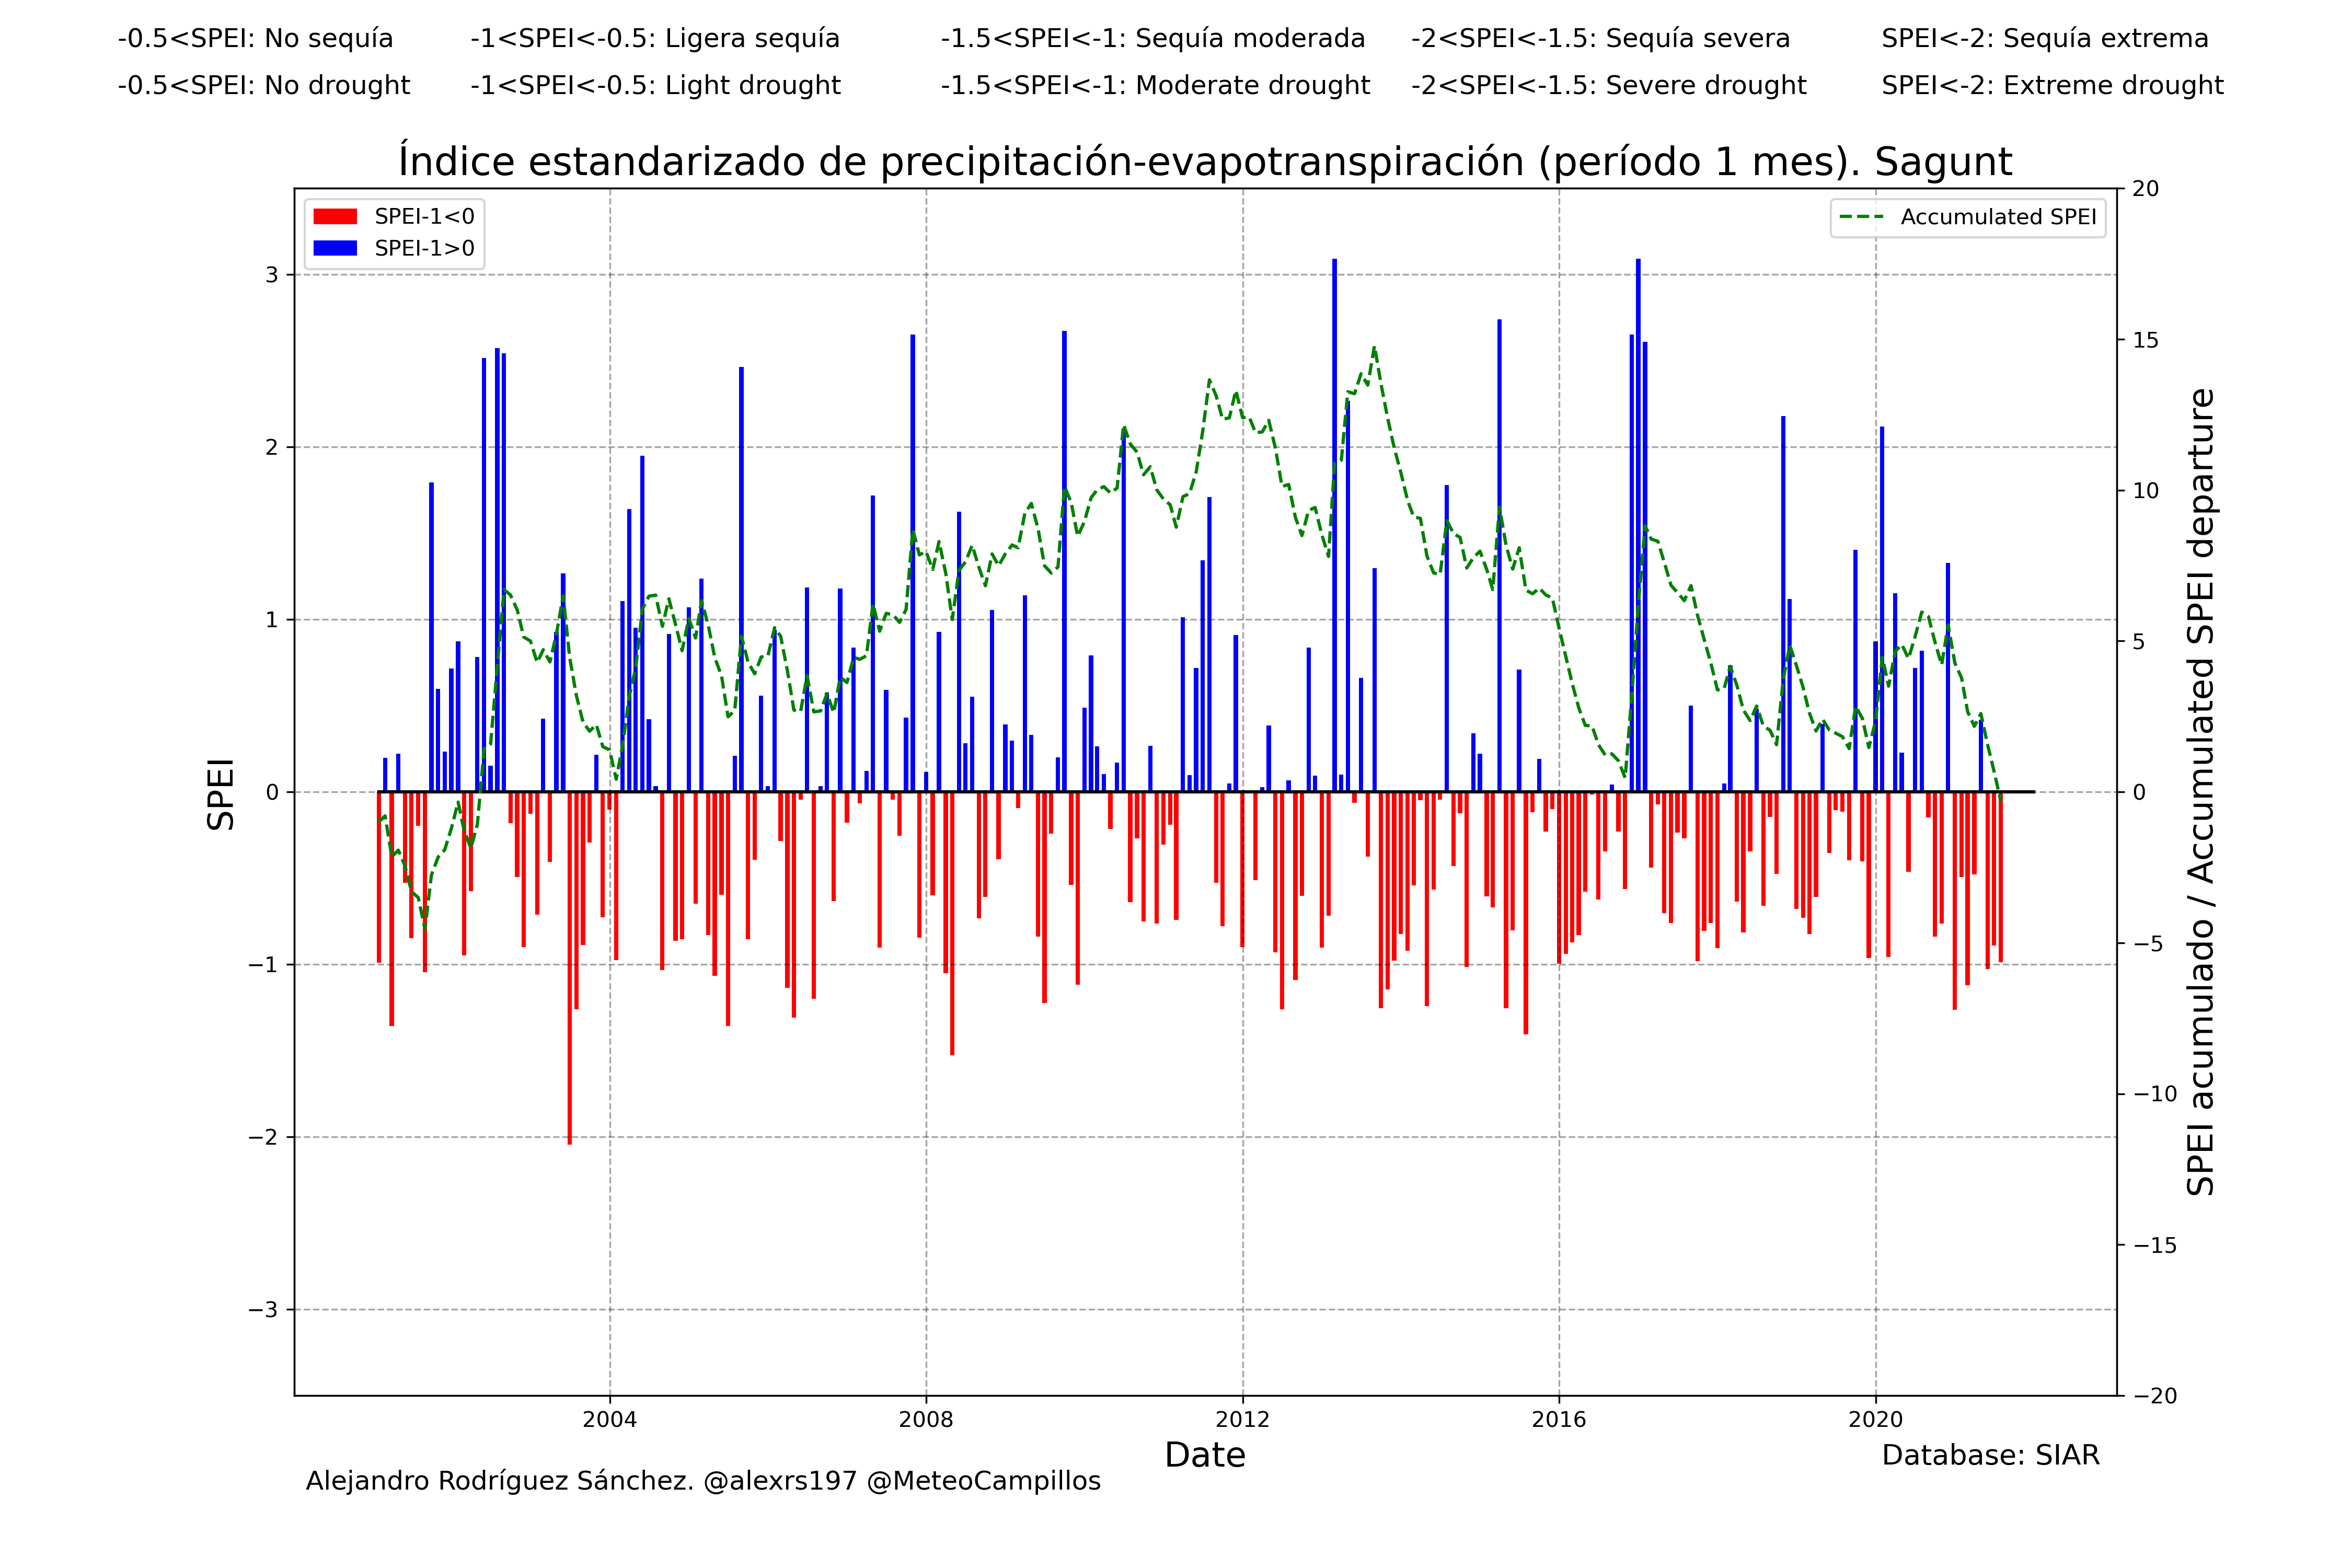 -0.5<SPEI: No sequía -1<SPEI<-0.5: Ligera sequía -1.5<SPEI<-1: Sequía moderada -2<SPEI<-1.5: Sequía severa SPEI<-2: Sequía extrema
-0.5<SPEI: No drought -1<SPEI<-0.5: Light drought -1.5<SPEI<-1: Moderate drought -2<SPEI<-1.5: Severe drought SPEI<-2: Extreme drought
Índice estandarizado de precipitación-evapotranspiración (período 1 mes). Sagunt
SPEI-1<0
SPEI-1>0
Accumulated SPEI
SPEI
3
2
1
0
−1
−2
−3
20
15
10
5
0
−5
−10
−15
−20
SPEI acumulado / Accumulated SPEI departure
2004 2008 2012 2016 2020
Date
Database: SIAR
Alejandro Rodríguez Sánchez. @alexrs197 @MeteoCampillos